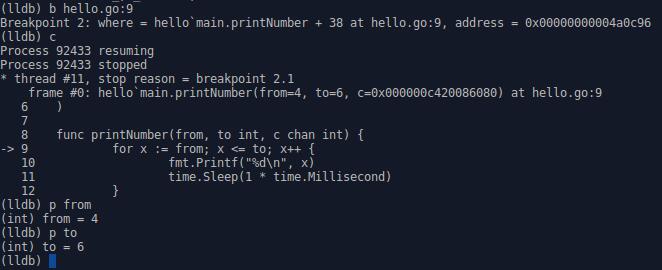 (lldb) b hello.go:9
Breakpoint 2: where = hello`main.printNumber + 38 at hello.go:9, address = 0x00000000004a0c96
(lldb) c
Process 92433 resuming
Process 92433 stopped
* thread #11, stop reason = breakpoint 2.1
    frame #0: hello`main.printNumber(from=4, to=6, c=0x000000c420086080) at hello.go:9
   6    )
   7
   8    func printNumber(from, to int, c chan int) {
-> 9            for x := from; x <= to; x++ {
   10                   fmt.Printf("%d\n", x)
   11                   time.Sleep(1 * time.Millisecond)
   12           }
(lldb) p from
(int) from = 4
(lldb) p to
(int) to = 6
(lldb)